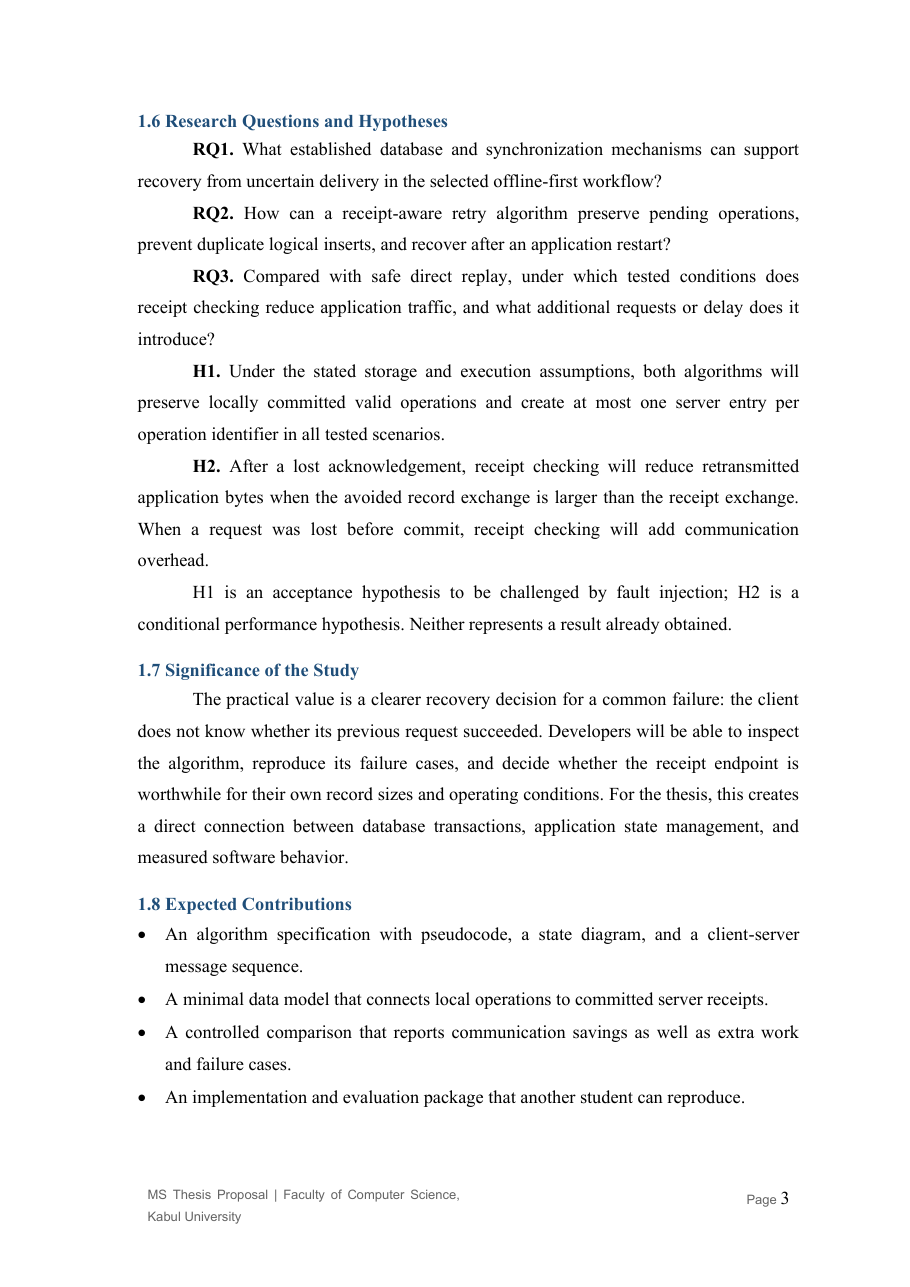 1.6 Research Questions and Hypotheses
RQ1. What established database and synchronization mechanisms can support
recovery from uncertain delivery in the selected offline-first workflow?
RQ2. How can a receipt-aware retry algorithm preserve pending operations,
prevent duplicate logical inserts, and recover after an application restart?
RQ3. Compared with safe direct replay, under which tested conditions does
receipt checking reduce application traffic, and what additional requests or delay does it
introduce?
H1. Under the stated storage and execution assumptions, both algorithms will
preserve locally committed valid operations and create at most one server entry per
operation identifier in all tested scenarios.
H2. After a lost acknowledgement, receipt checking will reduce retransmitted
application bytes when the avoided record exchange is larger than the receipt exchange.
When a request was lost before commit, receipt checking will add communication
overhead.
H1 is an acceptance hypothesis to be challenged by fault injection; H2 is a
conditional performance hypothesis. Neither represents a result already obtained.
1.7 Significance of the Study
The practical value is a clearer recovery decision for a common failure: the client
does not know whether its previous request succeeded. Developers will be able to inspect
the algorithm, reproduce its failure cases, and decide whether the receipt endpoint is
worthwhile for their own record sizes and operating conditions. For the thesis, this creates
a direct connection between database transactions, application state management, and
measured software behavior.
1.8 Expected Contributions
• An algorithm specification with pseudocode, a state diagram, and a client-server
message sequence.
• A minimal data model that connects local operations to committed server receipts.
• A controlled comparison that reports communication savings as well as extra work
and failure cases.
• An implementation and evaluation package that another student can reproduce.
MS Thesis Proposal | Faculty of Computer Science,
Kabul University
Page 3